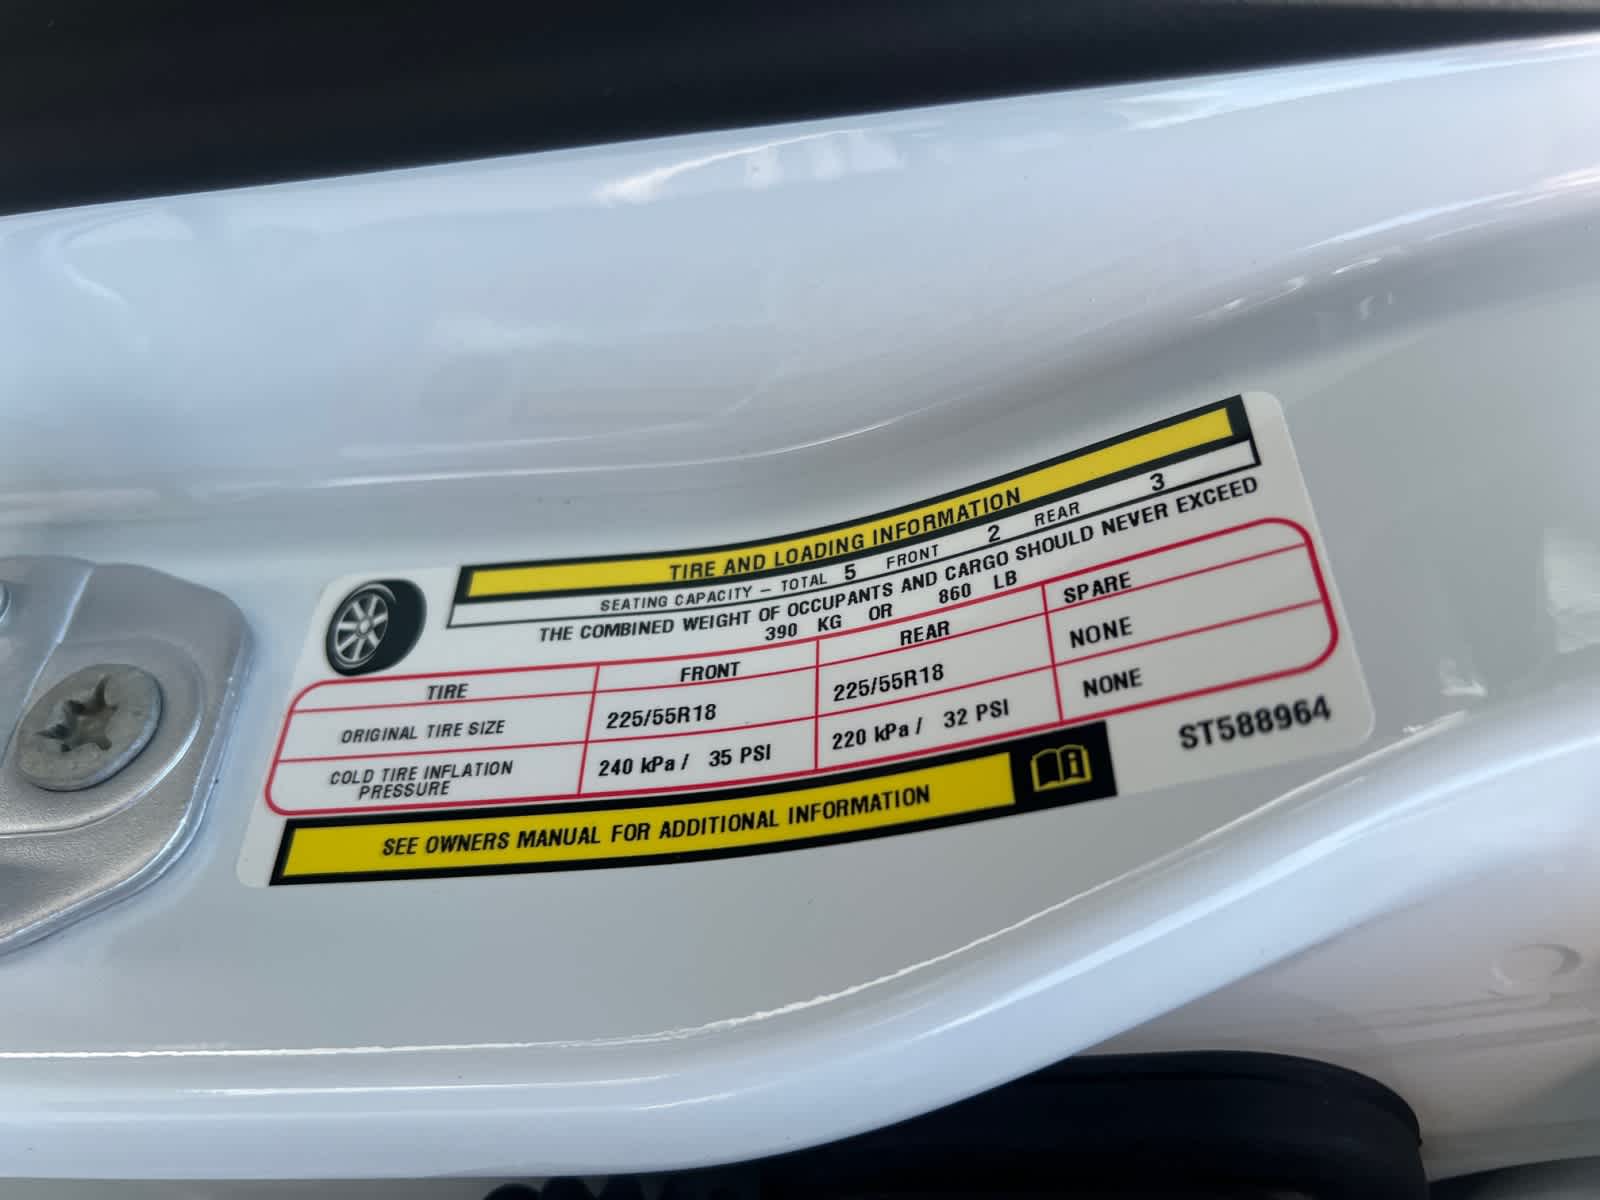 TIRE AND LOADING INFORMATION
SEATING CAPACITY – TOTAL 5 FRONT 2 REAR 3
THE COMBINED WEIGHT OF OCCUPANTS AND CARGO SHOULD NEVER EXCEED
390 KG OR 860 LB
TIRE FRONT REAR SPARE
ORIGINAL TIRE SIZE 225/55R18 225/55R18 NONE
COLD TIRE INFLATION PRESSURE 240 kPa / 35 PSI 220 kPa / 32 PSI NONE
SEE OWNERS MANUAL FOR ADDITIONAL INFORMATION
ST588964